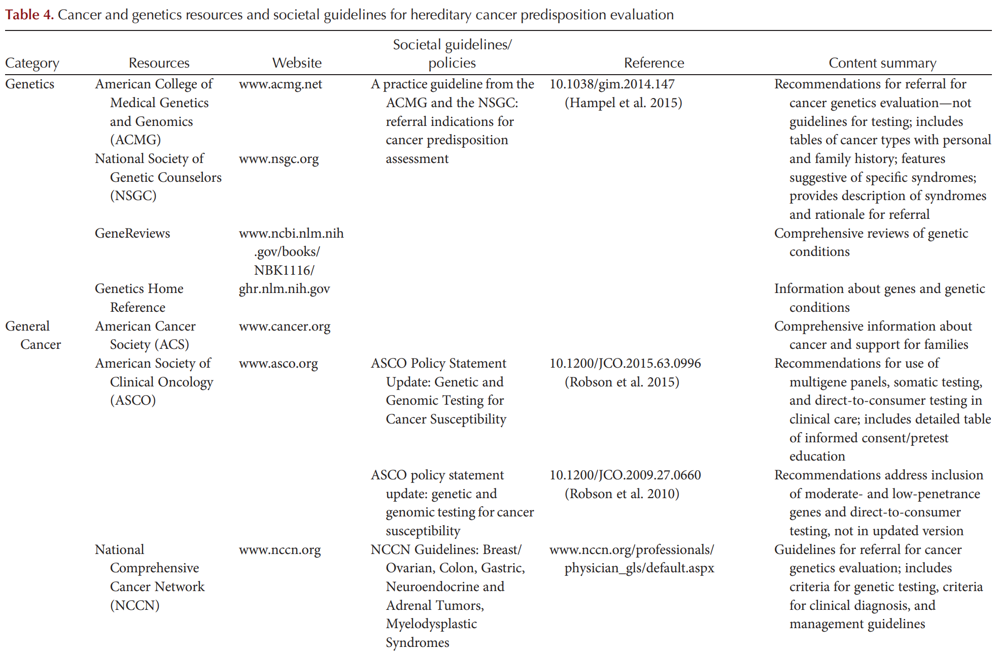 Table 4. Cancer and genetics resources and societal guidelines for hereditary cancer predisposition evaluation
Category
Resources
Website
Societal guidelines/
policies
Reference
Content summary
Genetics
American College of
Medical Genetics
and Genomics
(ACMG)
www.acmg.net
A practice guideline from the
ACMG and the NSGC:
referral indications for
cancer predisposition
assessment
10.1038/gim.2014.147
(Hampel et al. 2015)
Recommendations for referral for
cancer genetics evaluation—not
guidelines for testing; includes
tables of cancer types with personal
and family history; features
suggestive of specific syndromes;
provides description of syndromes
and rationale for referral
National Society of
Genetic Counselors
(NSGC)
www.nsgc.org
GeneReviews
www.ncbi.nlm.nih
.gov/books/
NBK1116/
Comprehensive reviews of genetic
conditions
Genetics Home
Reference
ghr.nlm.nih.gov
Information about genes and genetic
conditions
General
Cancer
American Cancer
Society (ACS)
www.cancer.org
Comprehensive information about
cancer and support for families
American Society of
Clinical Oncology
(ASCO)
www.asco.org
ASCO Policy Statement
Update: Genetic and
Genomic Testing for
Cancer Susceptibility
10.1200/JCO.2015.63.0996
(Robson et al. 2015)
Recommendations for use of
multigene panels, somatic testing,
and direct-to-consumer testing in
clinical care; includes detailed table
of informed consent/pretest
education
ASCO policy statement
update: genetic and
genomic testing for cancer
susceptibility
10.1200/JCO.2009.27.0660
(Robson et al. 2010)
Recommendations address inclusion
of moderate- and low-penetrance
genes and direct-to-consumer
testing, not in updated version
National
Comprehensive
Cancer Network
(NCCN)
www.nccn.org
NCCN Guidelines: Breast/
Ovarian, Colon, Gastric,
Neuroendocrine and
Adrenal Tumors,
Myelodysplastic
Syndromes
www.nccn.org/professionals/
physician_gls/default.aspx
Guidelines for referral for cancer
genetics evaluation; includes
criteria for genetic testing, criteria
for clinical diagnosis, and
management guidelines